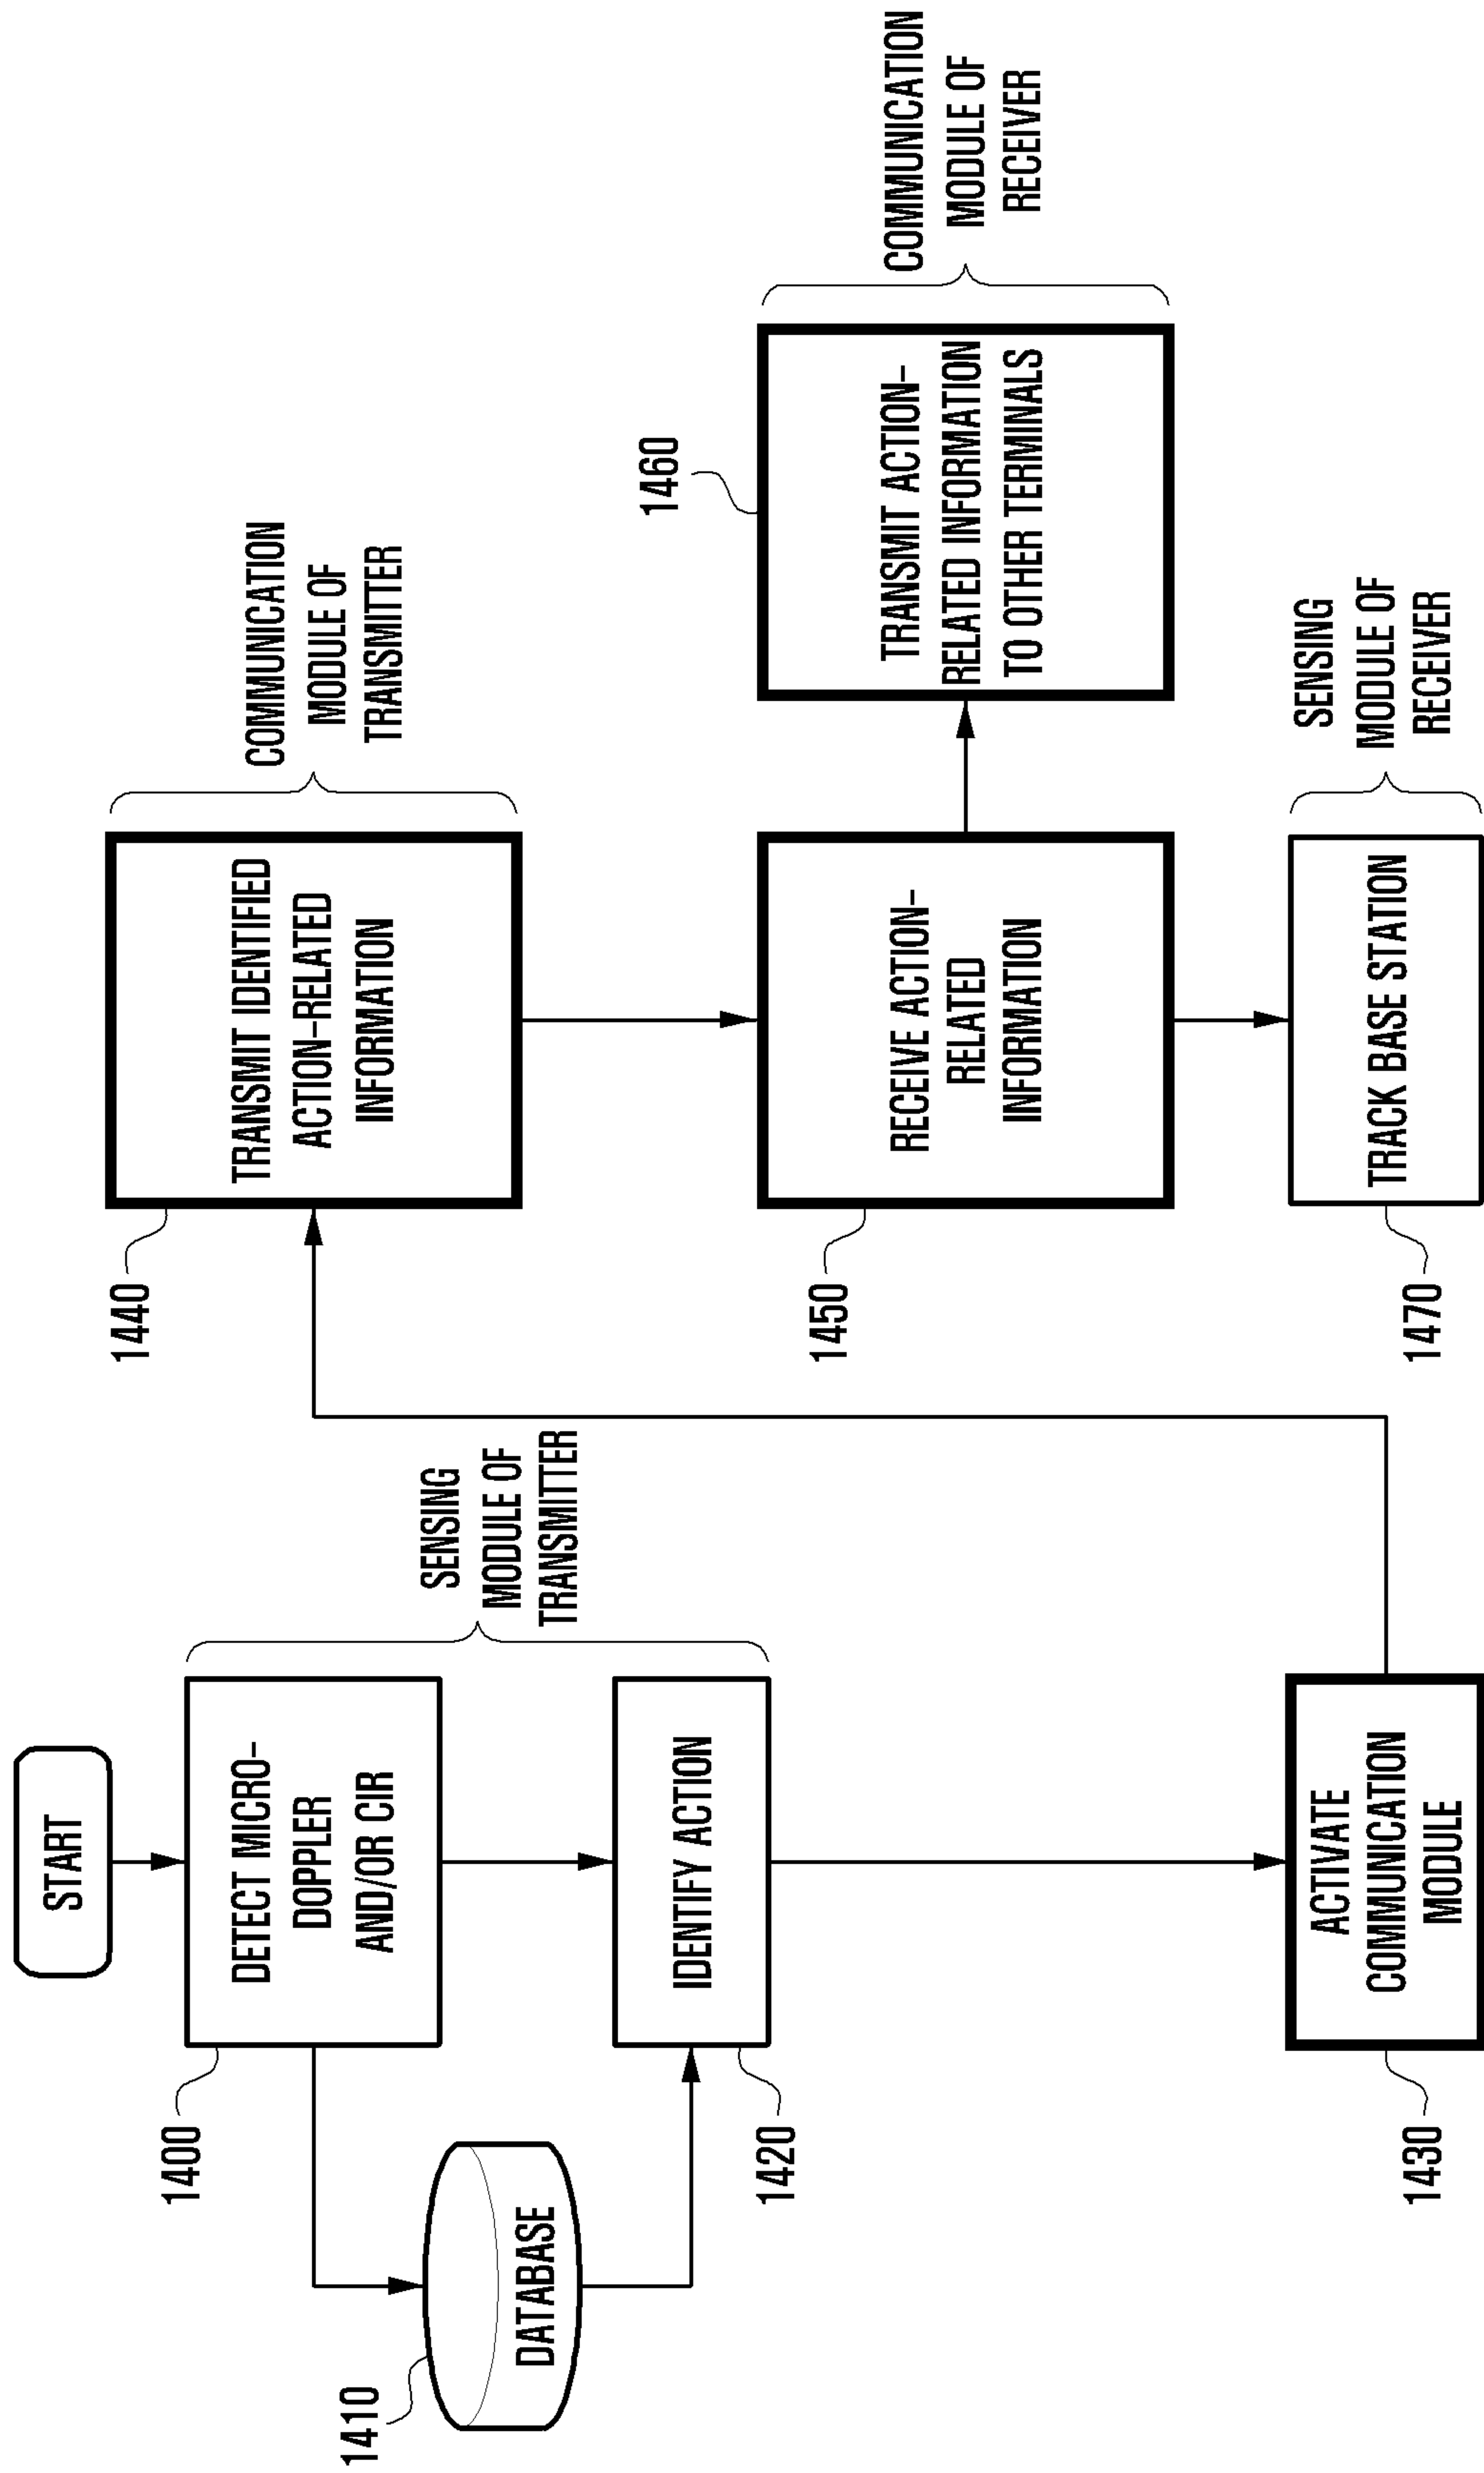 START
1400
DETECT MICRO-
DOPPLER
AND/OR CIR
SENSING
MODULE OF
TRANSMITTER
1410
DATABASE
1420
IDENTIFY ACTION
1430
ACTIVATE
COMMUNICATION
MODULE
1440
TRANSMIT IDENTIFIED
ACTION-RELATED
INFORMATION
COMMUNICATION
MODULE OF
TRANSMITTER
1450
RECEIVE ACTION-
RELATED
INFORMATION
1460
TRANSMIT ACTION-
RELATED INFORMATION
TO OTHER TERMINALS
COMMUNICATION
MODULE OF
RECEIVER
1470
TRACK BASE STATION
SENSING
MODULE OF
RECEIVER